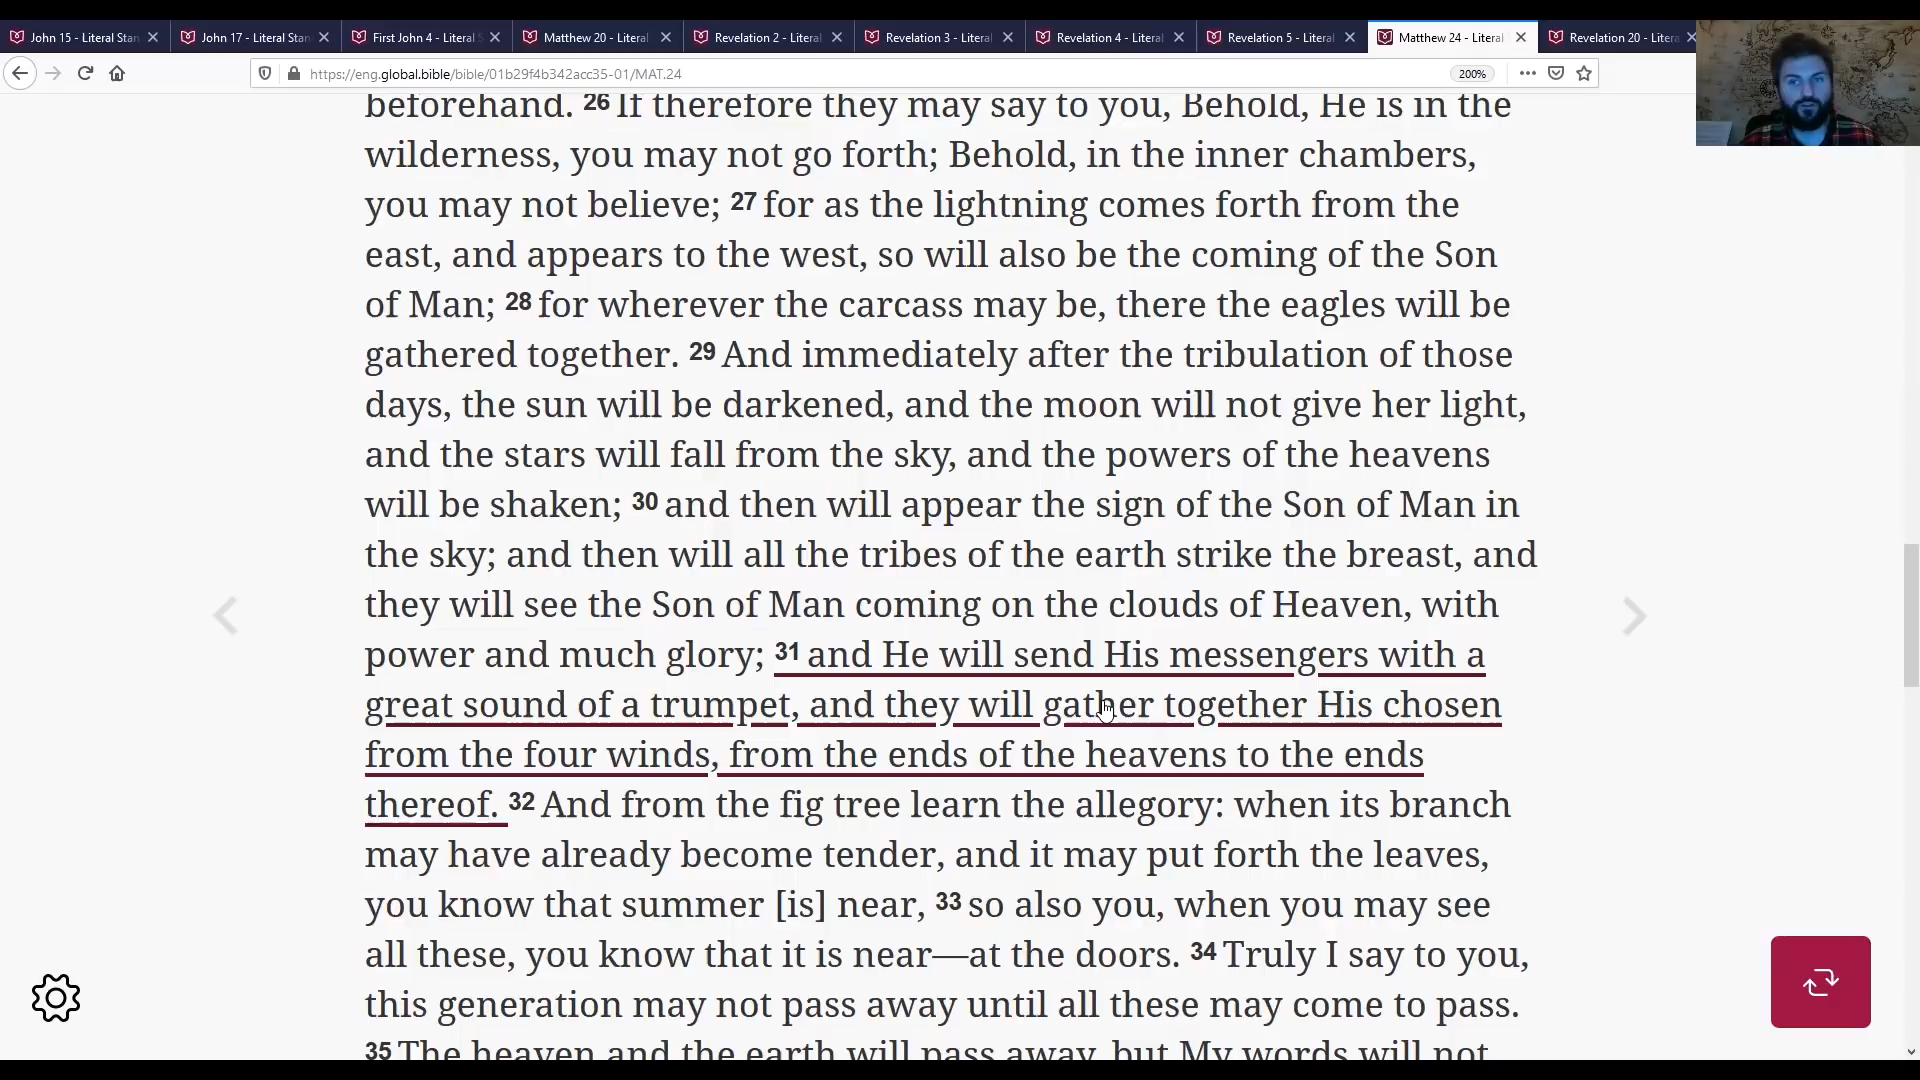 John 15 - Literal Stan
John 17 - Literal Stan
First John 4 - Literal S
Matthew 20 - Literal
Revelation 2 - Literal
Revelation 3 - Literal
Revelation 4 - Literal
Revelation 5 - Literal
Matthew 24 - Literal
Revelation 20 - Litera
https://eng.global.bible/bible/01b29f4b342acc35-01/MAT.24
200%
beforehand. 26 If therefore they may say to you, Behold, He is in the
wilderness, you may not go forth; Behold, in the inner chambers,
you may not believe; 27 for as the lightning comes forth from the
east, and appears to the west, so will also be the coming of the Son
of Man; 28 for wherever the carcass may be, there the eagles will be
gathered together. 29 And immediately after the tribulation of those
days, the sun will be darkened, and the moon will not give her light,
and the stars will fall from the sky, and the powers of the heavens
will be shaken; 30 and then will appear the sign of the Son of Man in
the sky; and then will all the tribes of the earth strike the breast, and
they will see the Son of Man coming on the clouds of Heaven, with
power and much glory; 31 and He will send His messengers with a
great sound of a trumpet, and they will gather together His chosen
from the four winds, from the ends of the heavens to the ends
thereof. 32 And from the fig tree learn the allegory: when its branch
may have already become tender, and it may put forth the leaves,
you know that summer [is] near, 33 so also you, when you may see
all these, you know that it is near—at the doors. 34 Truly I say to you,
this generation may not pass away until all these may come to pass.
35 The heaven and the earth will pass away, but My words will not